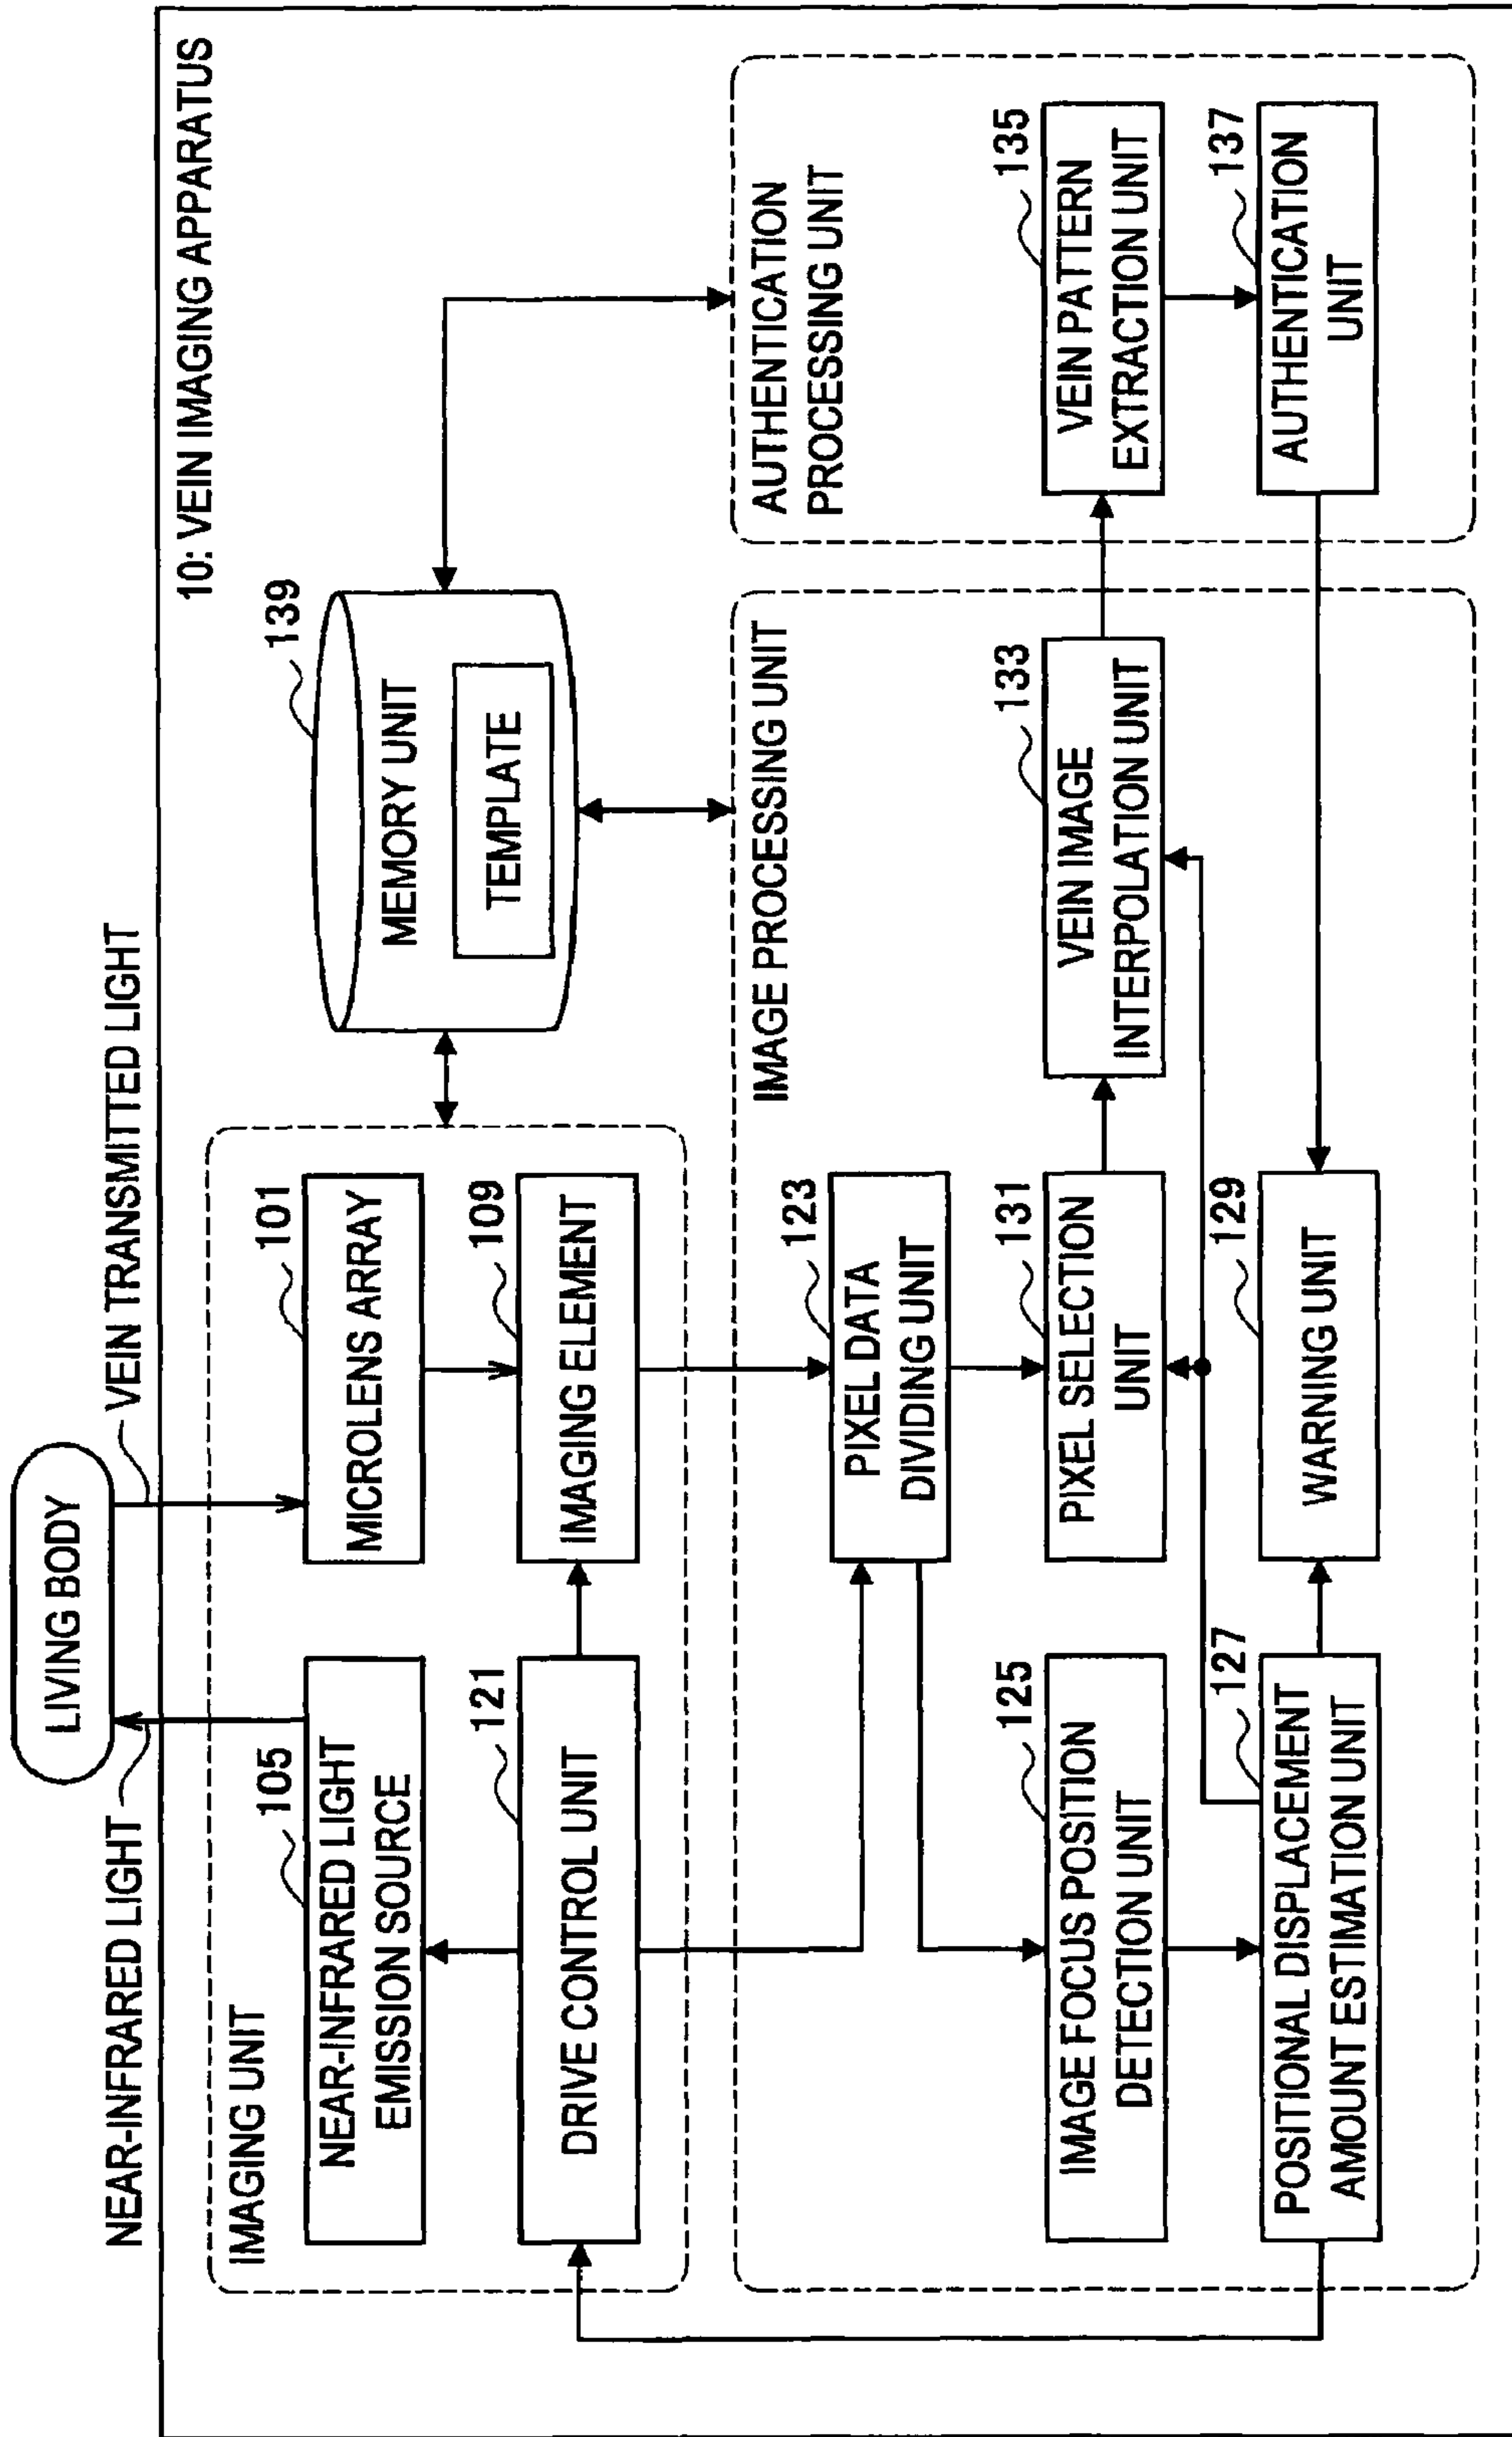 LIVING BODY
NEAR-INFRARED LIGHT
VEIN TRANSMITTED LIGHT
10: VEIN IMAGING APPARATUS
IMAGING UNIT
105
NEAR-INFRARED LIGHT
EMISSION SOURCE
101
MICROLENS ARRAY
121
DRIVE CONTROL UNIT
109
IMAGING ELEMENT
139
MEMORY UNIT
TEMPLATE
IMAGE PROCESSING UNIT
123
PIXEL DATA
DIVIDING UNIT
125
IMAGE FOCUS POSITION
DETECTION UNIT
131
PIXEL SELECTION
UNIT
133
VEIN IMAGE
INTERPOLATION UNIT
127
POSITIONAL DISPLACEMENT
AMOUNT ESTIMATION UNIT
129
WARNING UNIT
AUTHENTICATION
PROCESSING UNIT
135
VEIN PATTERN
EXTRACTION UNIT
137
AUTHENTICATION
UNIT